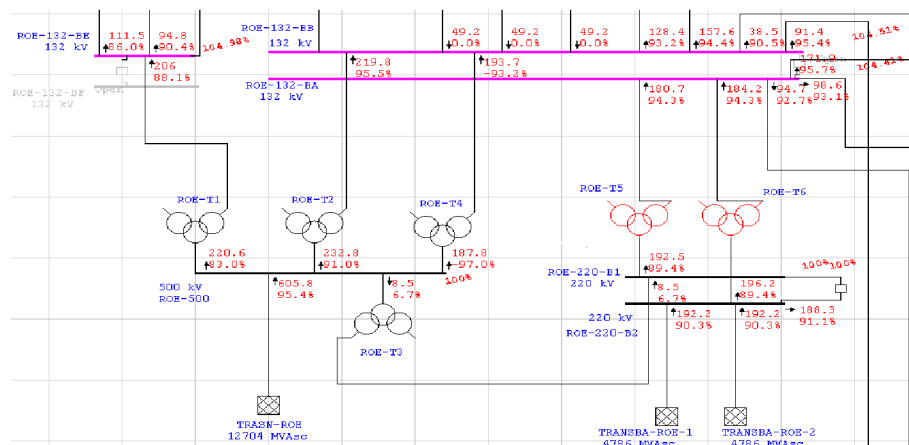 ROE-132-BE
132 kV
111.5
86.0%
94.8
90.4%
104.98%
206
88.1%
ROE-132-BF
132 kV
open
ROE-132-BB
132 kV
ROE-132-BA
132 kV
49.2
0.0%
49.2
0.0%
49.2
0.0%
128.4
93.2%
157.6
94.4%
38.5
90.5%
91.4
95.4%
219.8
95.5%
193.7
-93.2%
171.9
95.7%
180.7
94.3%
184.2
94.3%
94.7
92.7%
98.6
93.1%
ROE-T1
ROE-T2
ROE-T4
ROE-T5
ROE-T6
220.6
83.0%
232.8
91.0%
187.8
-97.0%
500 kV
ROE-500
605.8
95.4%
8.5
6.7%
100%
ROE-T3
192.5
89.4%
ROE-220-B1
220 kV
8.5
6.7%
196.2
89.4%
100%
100%
220 kV
ROE-220-B2
192.2
90.3%
192.2
90.3%
188.3
91.1%
TRASN-ROE
12704 MVAsc
TRANSBA-ROE-1
4786 MVAsc
TRANSBA-ROE-2
4786 MVAsc